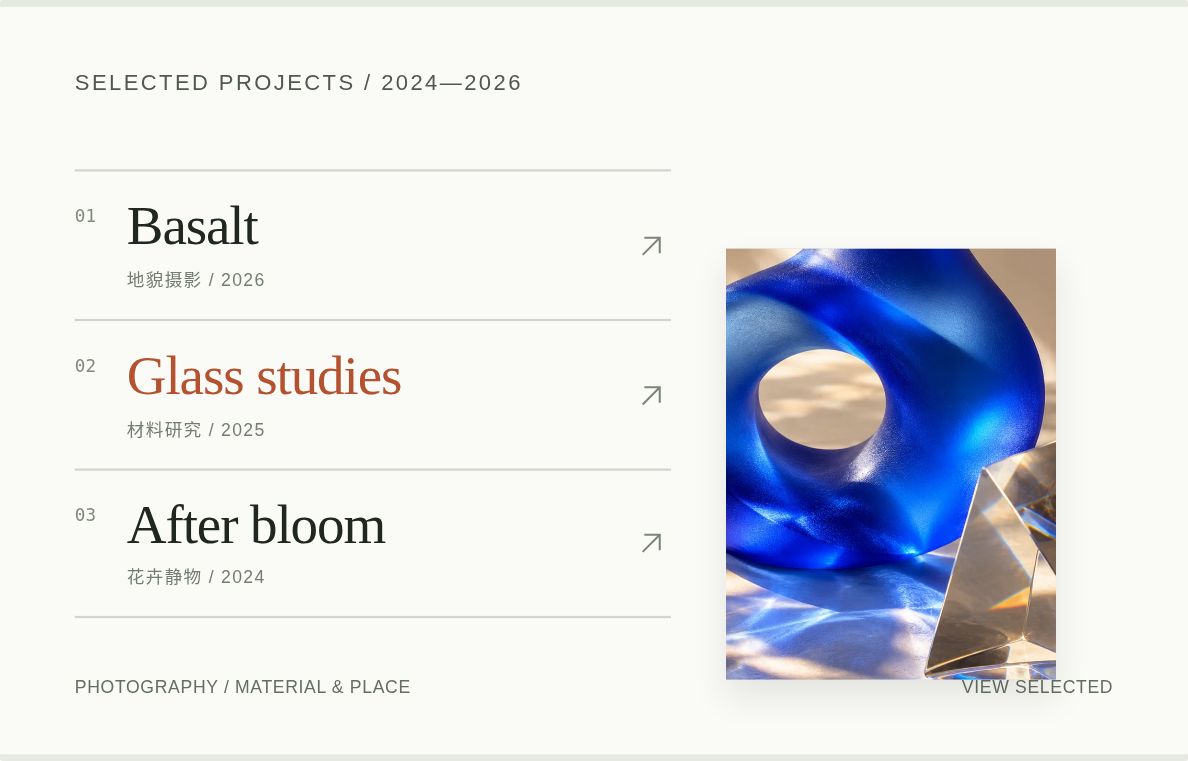 SELECTED PROJECTS / 2024—2026
01
Basalt
地貌摄影 / 2026
02
Glass studies
材料研究 / 2025
03
After bloom
花卉静物 / 2024
PHOTOGRAPHY / MATERIAL & PLACE
VIEW SELECTED